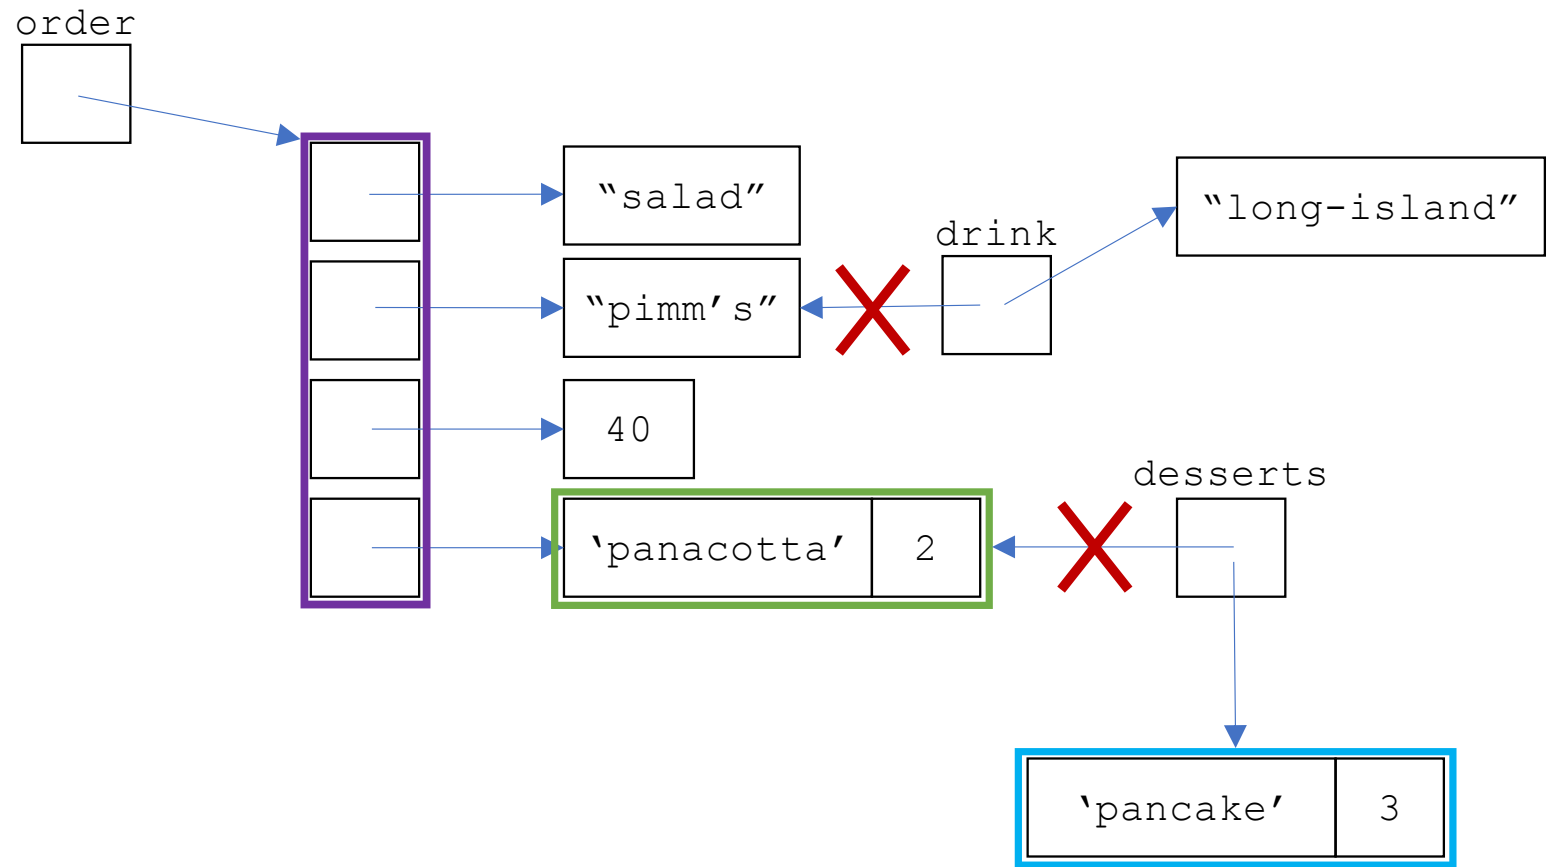 order
“salad”
“long-island”
drink
“pimm’s”
40
desserts
‘panacotta’ 2
‘pancake’ 3